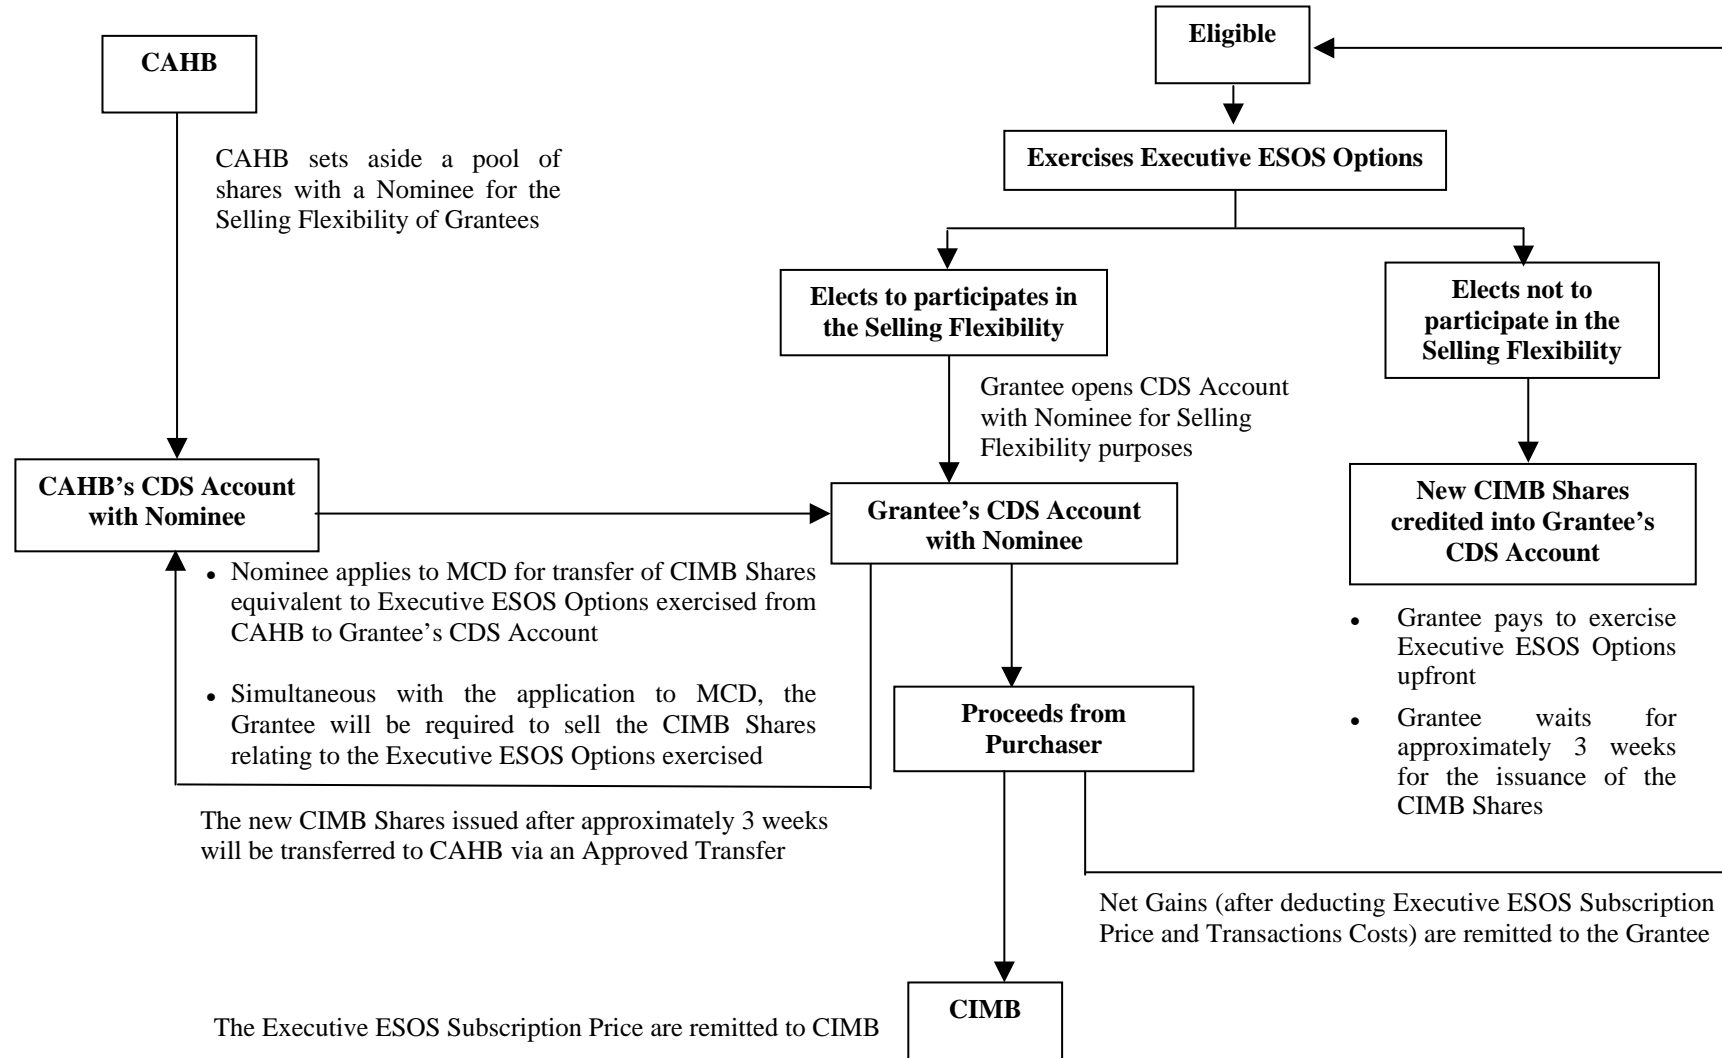 Eligible
CAHB
CAHB sets aside a pool of
shares with a Nominee for the
Selling Flexibility of Grantees
Exercises Executive ESOS Options
Elects to participates in
the Selling Flexibility
Elects not to
participate in the
Selling Flexibility
Grantee opens CDS Account
with Nominee for Selling
Flexibility purposes
CAHB’s CDS Account
with Nominee
Grantee’s CDS Account
with Nominee
New CIMB Shares
credited into Grantee’s
CDS Account
• Nominee applies to MCD for transfer of CIMB Shares
equivalent to Executive ESOS Options exercised from
CAHB to Grantee’s CDS Account
• Simultaneous with the application to MCD, the
Grantee will be required to sell the CIMB Shares
relating to the Executive ESOS Options exercised
• Grantee pays to exercise
Executive ESOS Options
upfront
• Grantee waits for
approximately 3 weeks
for the issuance of the
CIMB Shares
Proceeds from
Purchaser
The new CIMB Shares issued after approximately 3 weeks
will be transferred to CAHB via an Approved Transfer
Net Gains (after deducting Executive ESOS Subscription
Price and Transactions Costs) are remitted to the Grantee
CIMB
The Executive ESOS Subscription Price are remitted to CIMB